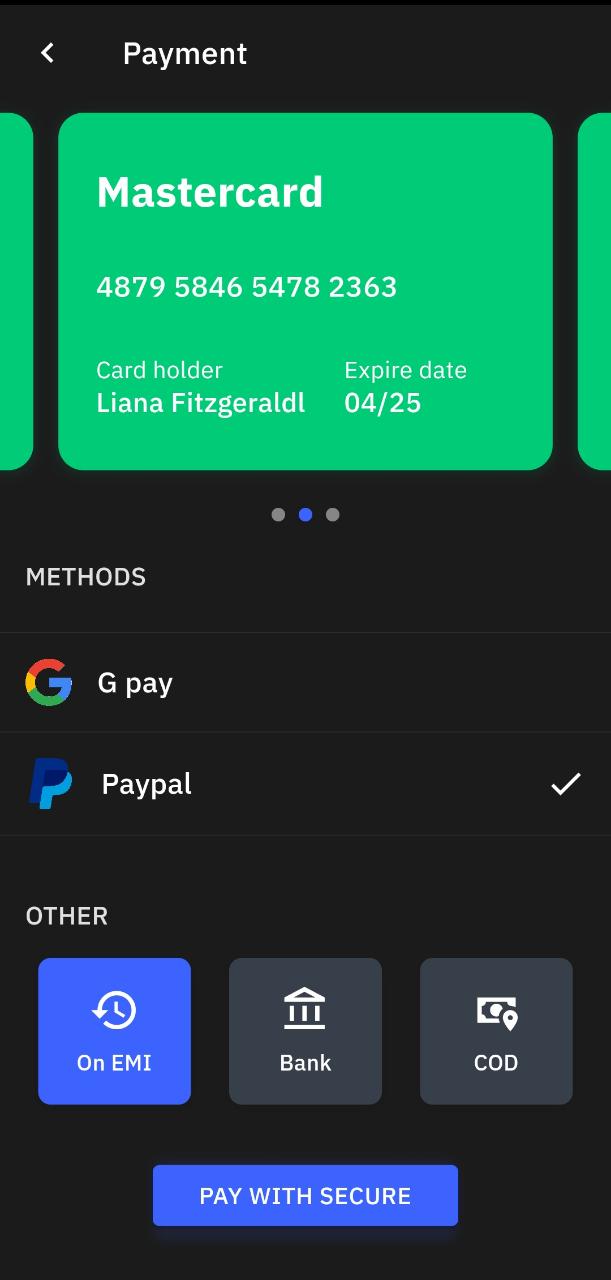 Payment
Mastercard
4879 5846 5478 2363
Card holder
Liana Fitzgeraldl
Expire date
04/25
METHODS
G pay
Paypal
OTHER
On EMI
Bank
COD
PAY WITH SECURE